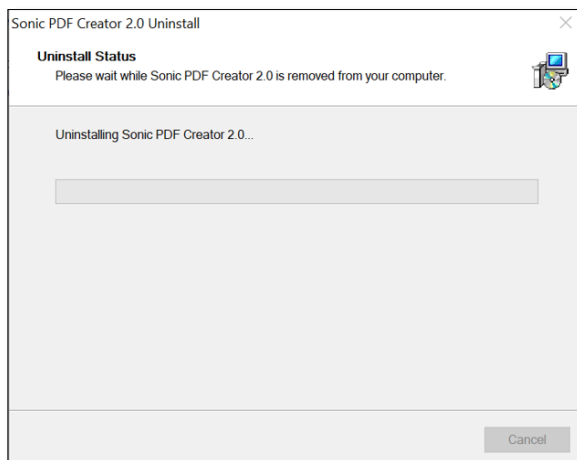 Sonic PDF Creator 2.0 Uninstall
Uninstall Status
Please wait while Sonic PDF Creator 2.0 is removed from your computer.
Uninstalling Sonic PDF Creator 2.0...
Cancel